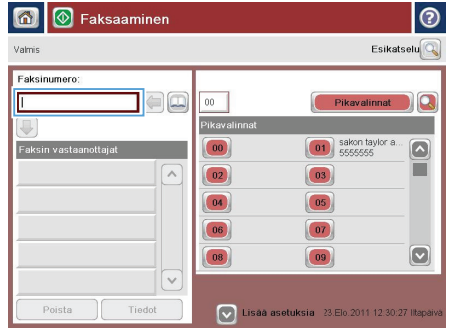 Faksaaminen
Valmis
Esikatselu
Faksinumero:
00
Pikavalinnat
Pikavalinnat
Faksin vastaanottajat
00
01 sakon taylor a...
5555555
02
03
04
05
06
07
08
09
Poista
Tiedot
Lisää asetuksia
23.Elo.2011 12:30:27 Iltapäivä